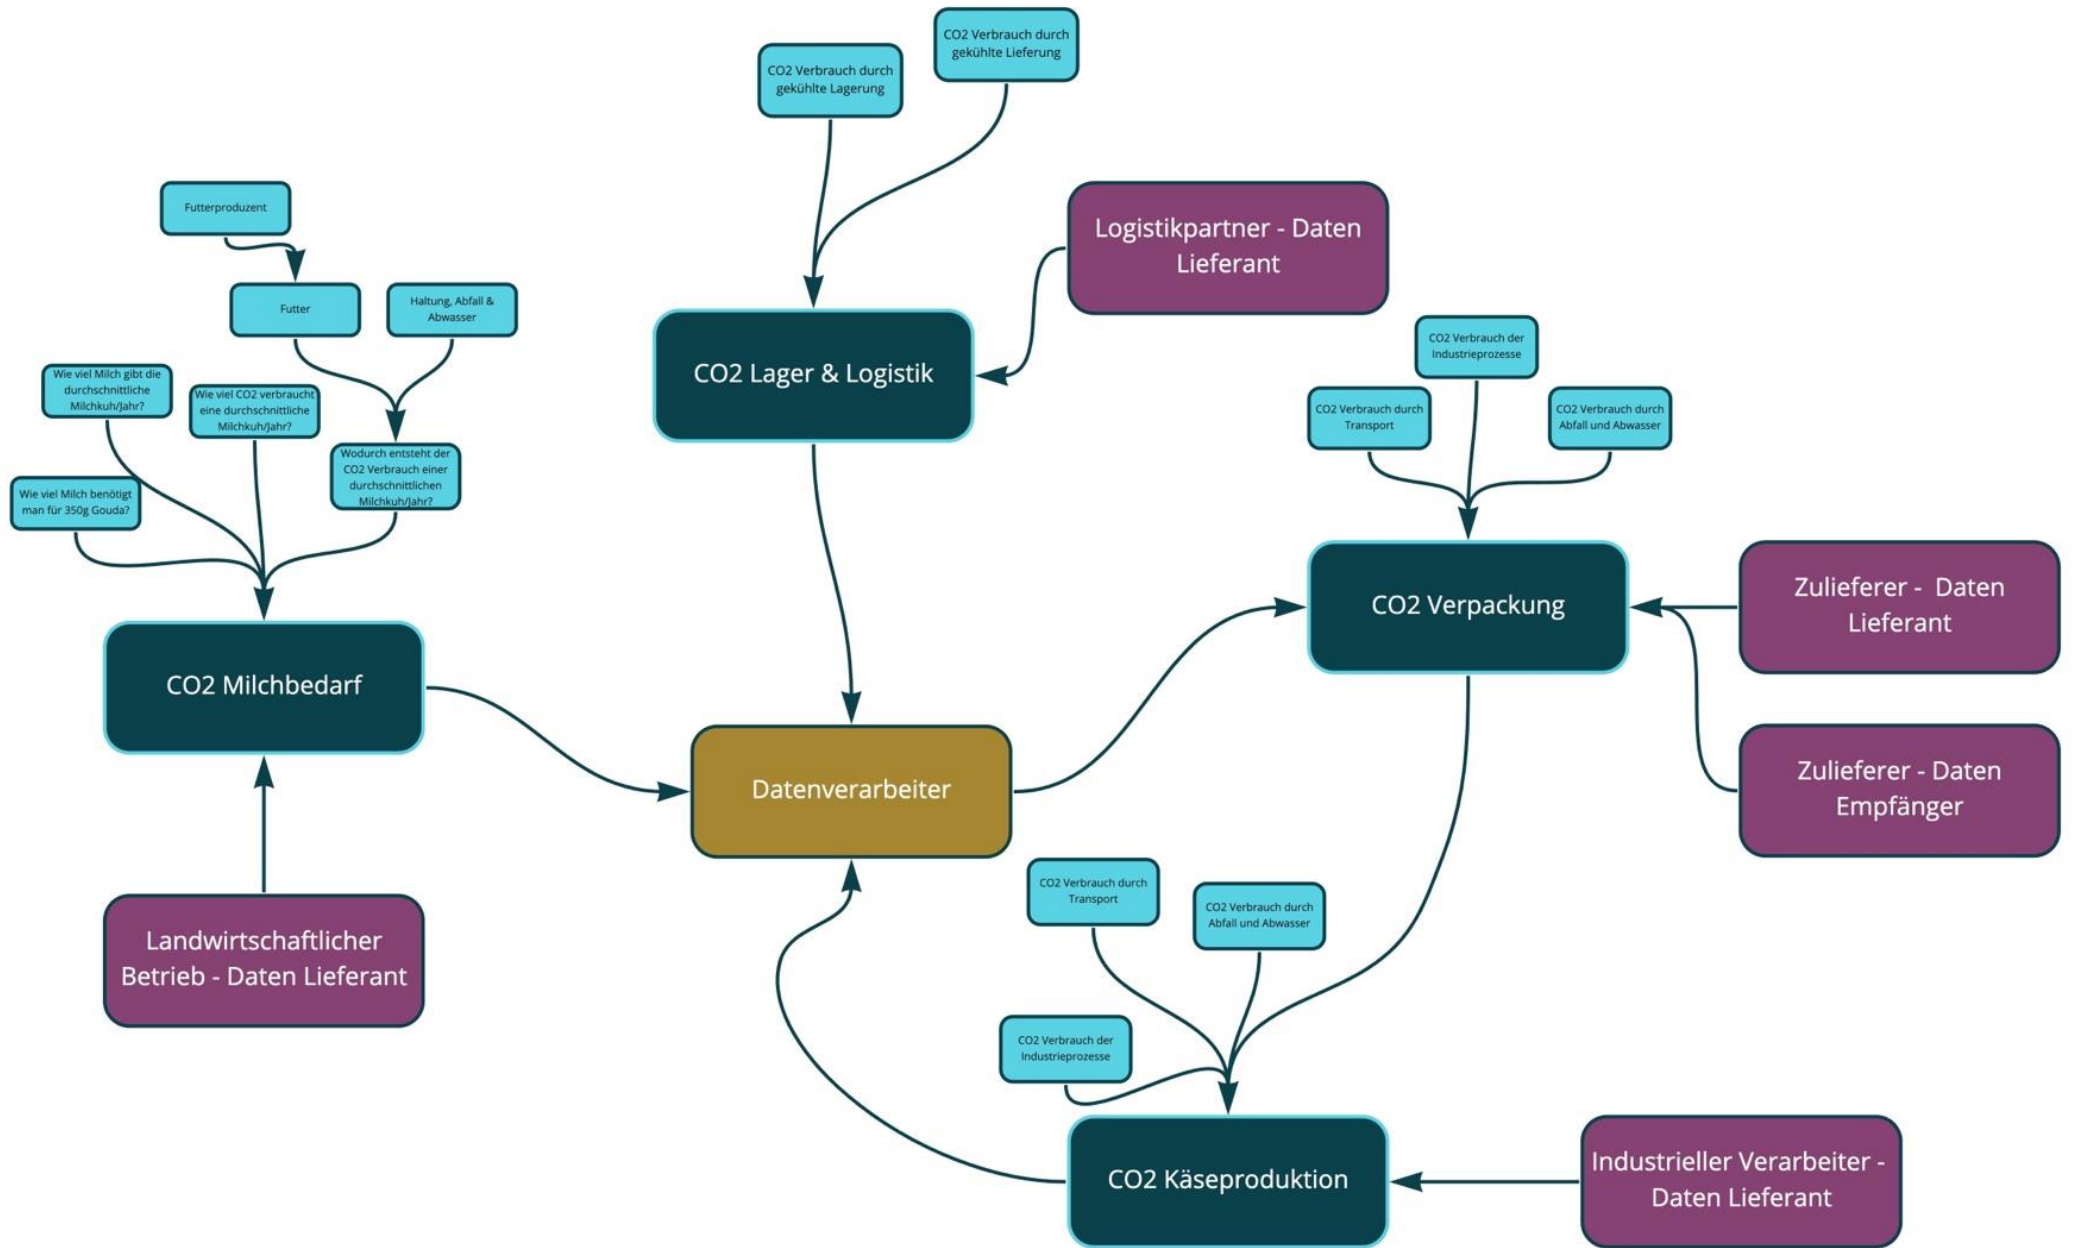 CO2 Verbrauch durch
gekühlte Lieferung
CO2 Verbrauch durch
gekühlte Lagerung
Futterproduzent
Logistikpartner - Daten
Lieferant
Futter
Haltung, Abfall &
Abwasser
CO2 Verbrauch der
Industrieprozesse
CO2 Lager & Logistik
Wie viel Milch gibt die
durchschnittliche
Milchkuh/Jahr?
Wie viel CO2 verbraucht
eine durchschnittliche
Milchkuh/Jahr?
CO2 Verbrauch durch
Transport
CO2 Verbrauch durch
Abfall und Abwasser
Wodurch entsteht der
CO2 Verbrauch einer
durchschnittlichen
Milchkuh/Jahr?
Wie viel Milch benötigt
man für 350g Gouda?
CO2 Verpackung
Zulieferer - Daten
Lieferant
CO2 Milchbedarf
Datenverarbeiter
Zulieferer - Daten
Empfänger
CO2 Verbrauch durch
Transport
CO2 Verbrauch durch
Abfall und Abwasser
Landwirtschaftlicher
Betrieb - Daten Lieferant
CO2 Verbrauch der
Industrieprozesse
CO2 Käseproduktion
Industrieller Verarbeiter -
Daten Lieferant